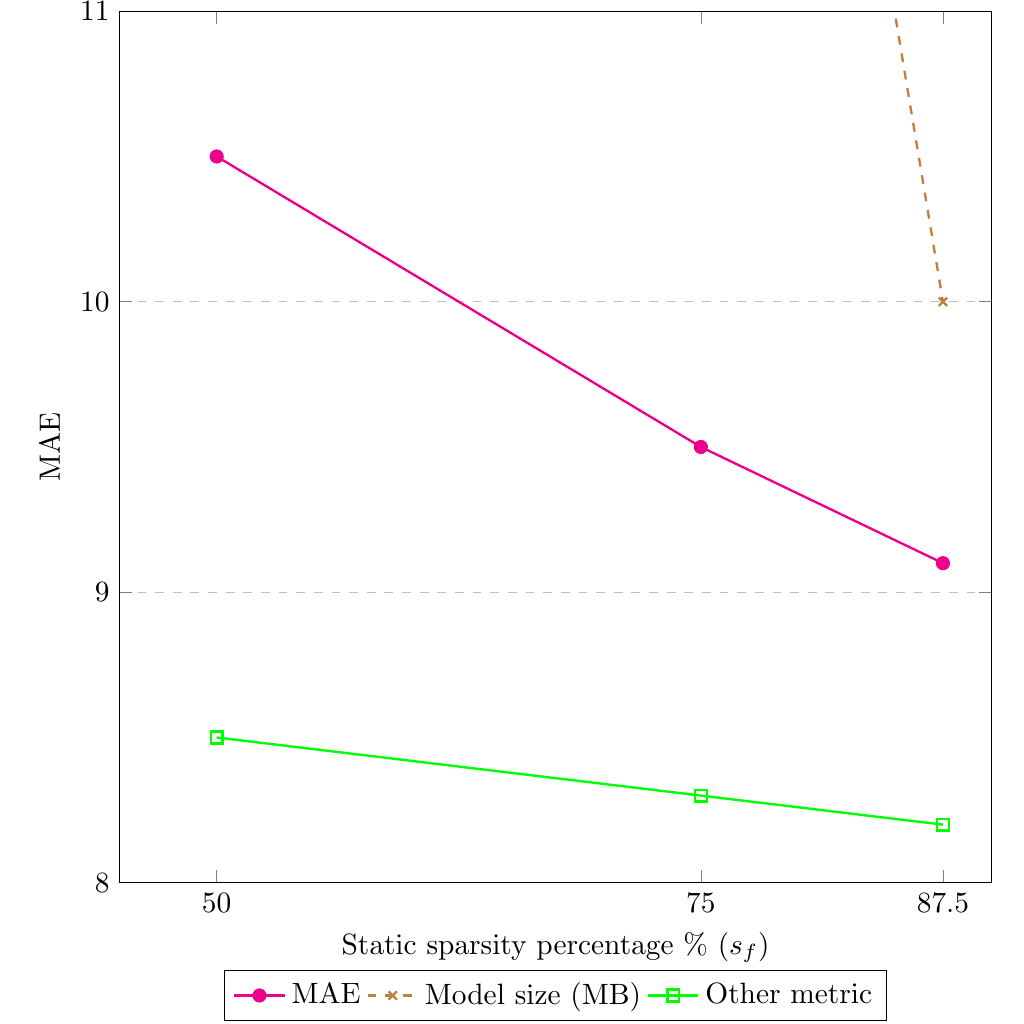 11
10
9
8
MAE
50 75 87.5
Static sparsity percentage % (s_f)
MAE Model size (MB) Other metric